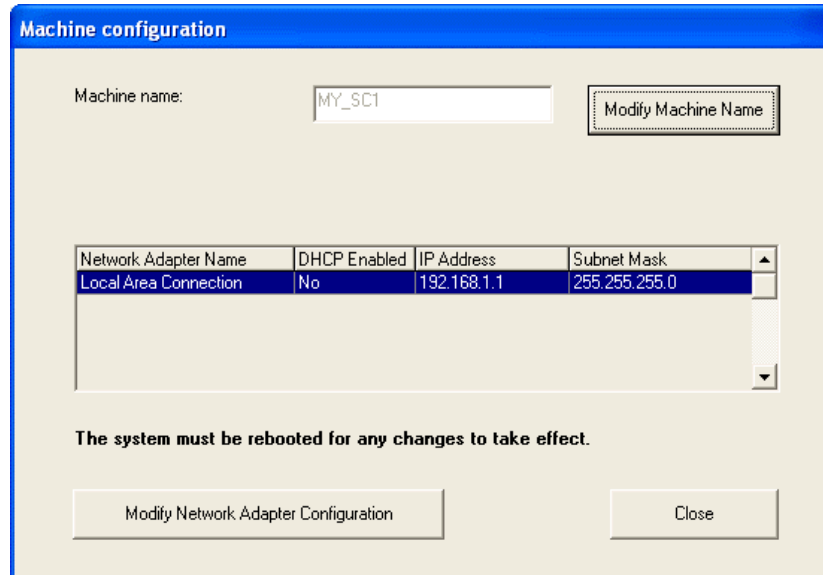 Machine configuration
Machine name: MY_SC1 Modify Machine Name
Network Adapter Name DHCP Enabled IP Address Subnet Mask
Local Area Connection No 192.168.1.1 255.255.255.0
The system must be rebooted for any changes to take effect.
Modify Network Adapter Configuration Close